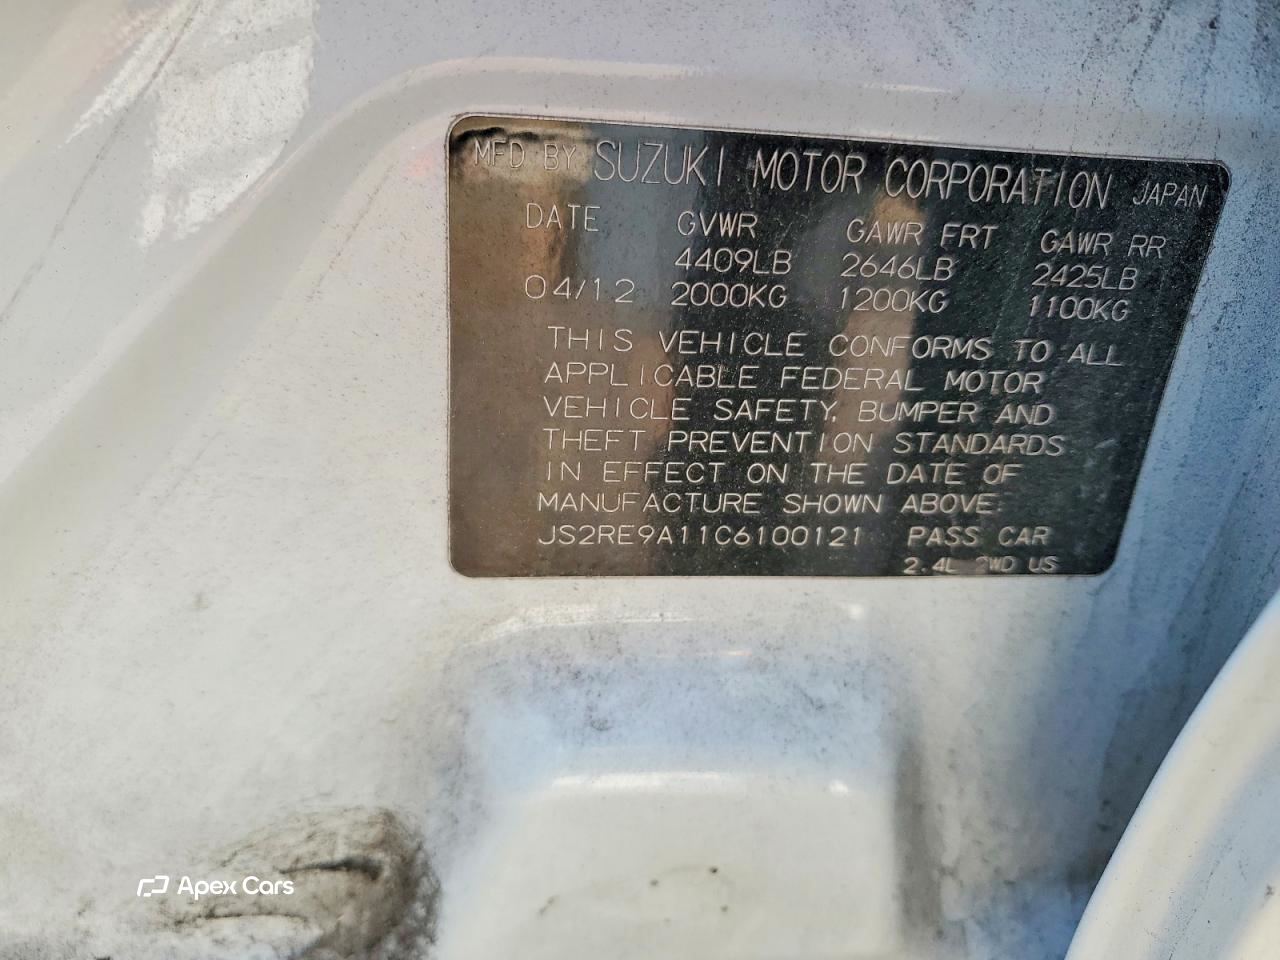 MFD BY SUZUKI MOTOR CORPORATION JAPAN
DATE GVWR GAWR FRT GAWR RR
4409LB 2646LB 2425LB
04/12 2000KG 1200KG 1100KG
THIS VEHICLE CONFORMS TO ALL
APPLICABLE FEDERAL MOTOR
VEHICLE SAFETY, BUMPER AND
THEFT PREVENTION STANDARDS
IN EFFECT ON THE DATE OF
MANUFACTURE SHOWN ABOVE.
JS2RE9A11C6100121 PASS CAR
2.4L 2WD US
Apex Cars